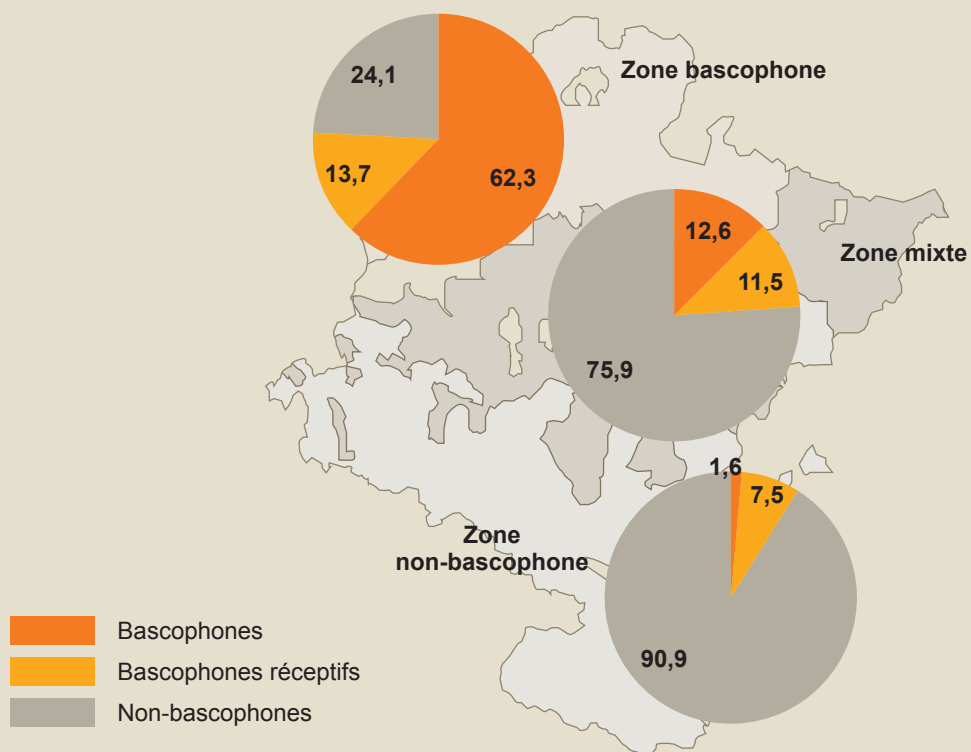 24,1
13,7
62,3
Zone bascophone
12,6
11,5
75,9
Zone mixte
1,6
7,5
90,9
Zone
non-bascophone
Bascophones
Bascophones réceptifs
Non-bascophones